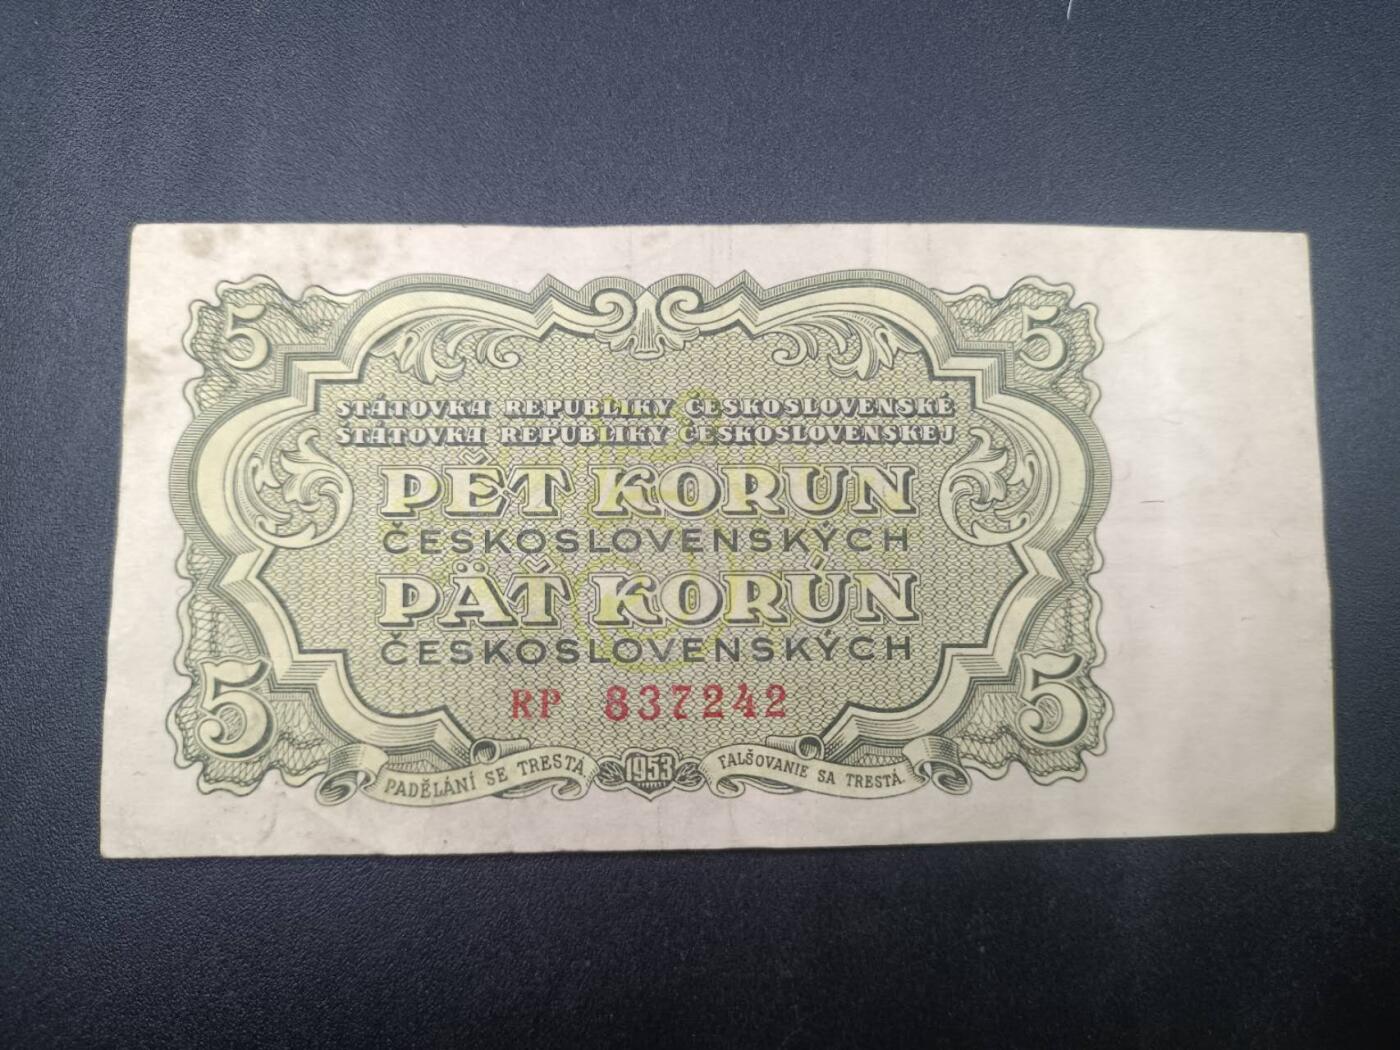 5 5
STÁTOVKA REPUBLIKY ČESKOSLOVENSKÉ
ŠTÁTOVKA REPUBLIKY ČESKOSLOVENSKEJ
PĚT KORUN
ČESKOSLOVENSKÝCH
PÄŤ KORÚN
ČESKOSLOVENSKÝCH
5 5
RP 837242
PADĚLÁNÍ SE TRESTÁ. 1953 FALŠOVANIE SA TRESTÁ.